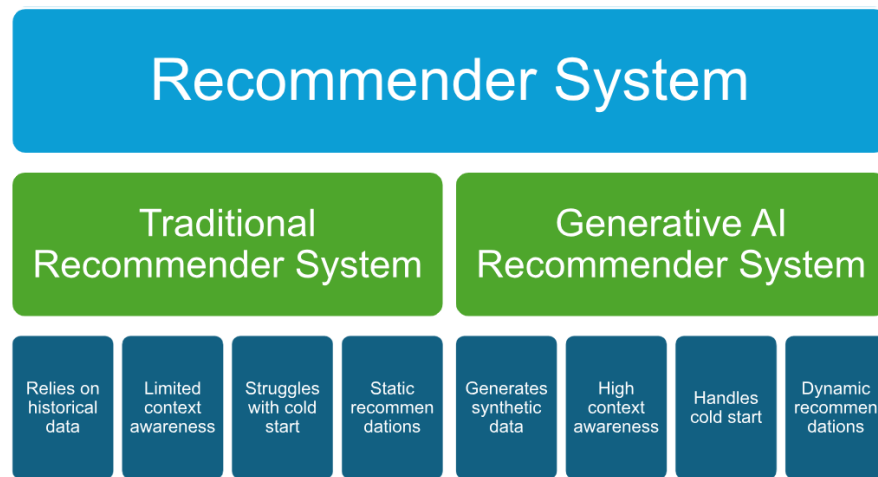 Recommender System
Traditional
Recommender System
Generative AI
Recommender System
Relies on
historical
data
Limited
context
awareness
Struggles
with cold
start
Static
recommen
dations
Generates
synthetic
data
High
context
awareness
Handles
cold start
Dynamic
recommen
dations